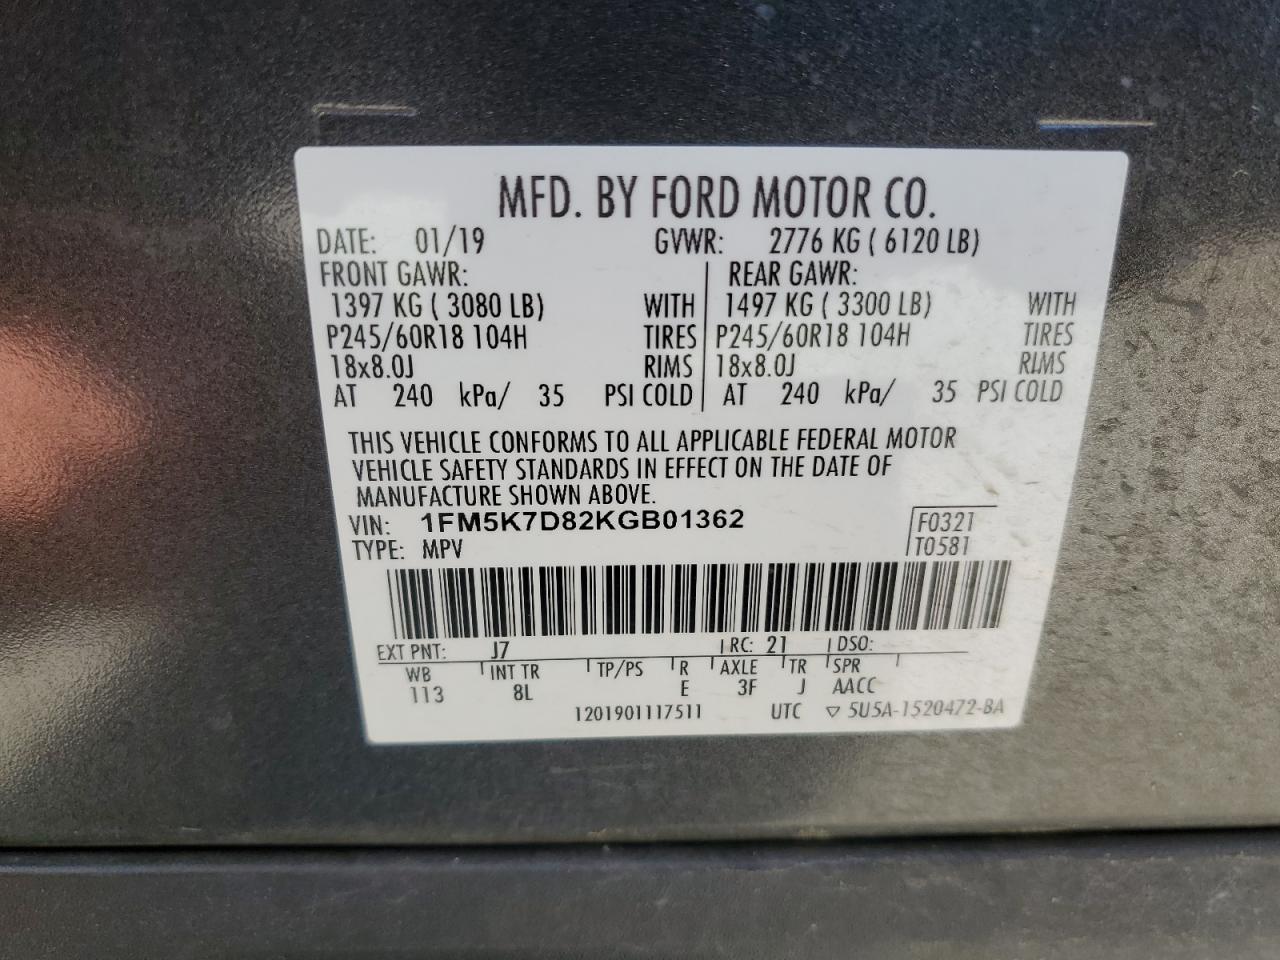 MFD. BY FORD MOTOR CO.
DATE: 01/19 GVWR: 2776 KG ( 6120 LB)
FRONT GAWR: REAR GAWR:
1397 KG ( 3080 LB) WITH 1497 KG ( 3300 LB) WITH
P245/60R18 104H TIRES P245/60R18 104H TIRES
18x8.0J RIMS 18x8.0J RIMS
AT 240 kPa/ 35 PSI COLD AT 240 kPa/ 35 PSI COLD
THIS VEHICLE CONFORMS TO ALL APPLICABLE FEDERAL MOTOR
VEHICLE SAFETY STANDARDS IN EFFECT ON THE DATE OF
MANUFACTURE SHOWN ABOVE.
VIN: 1FM5K7D82KGB01362 F0321
TYPE: MPV T0581
EXT PNT: J7 RC: 21 DSO:
WB INT TR TP/PS R AXLE TR SPR
113 8L E 3F J AACC
1201901117511 UTC ▽ 5U5A-1520472-BA